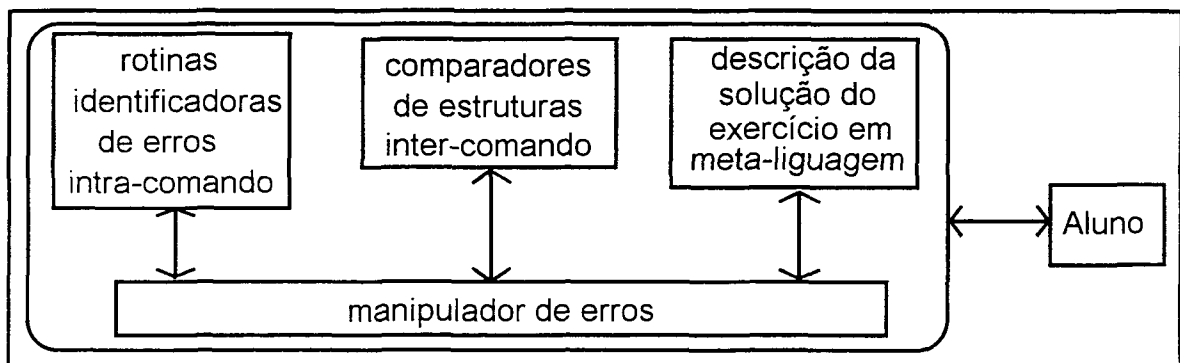 rotinas
identificadoras
de erros
intra-comando
comparadores
de estruturas
inter-comando
descrição da
solução do
exercício em
meta-liguagem
Aluno
manipulador de erros